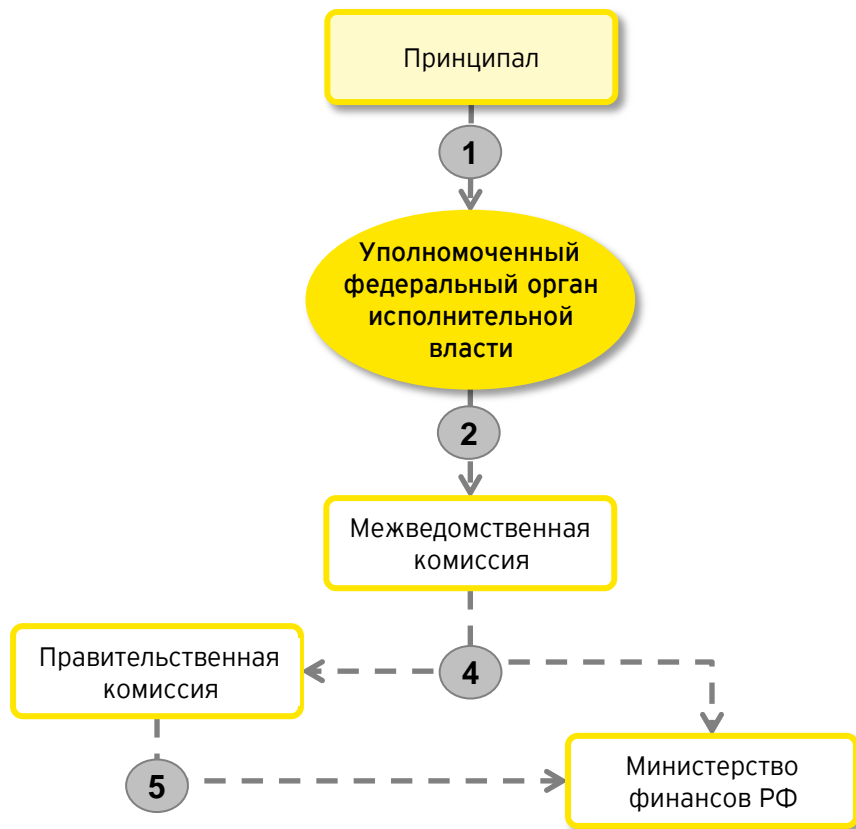 Принципал
1
Уполномоченный
федеральный орган
исполнительной
власти
2
Межведомственная
комиссия
Правительственная
комиссия
4
5
Министерство
финансов РФ